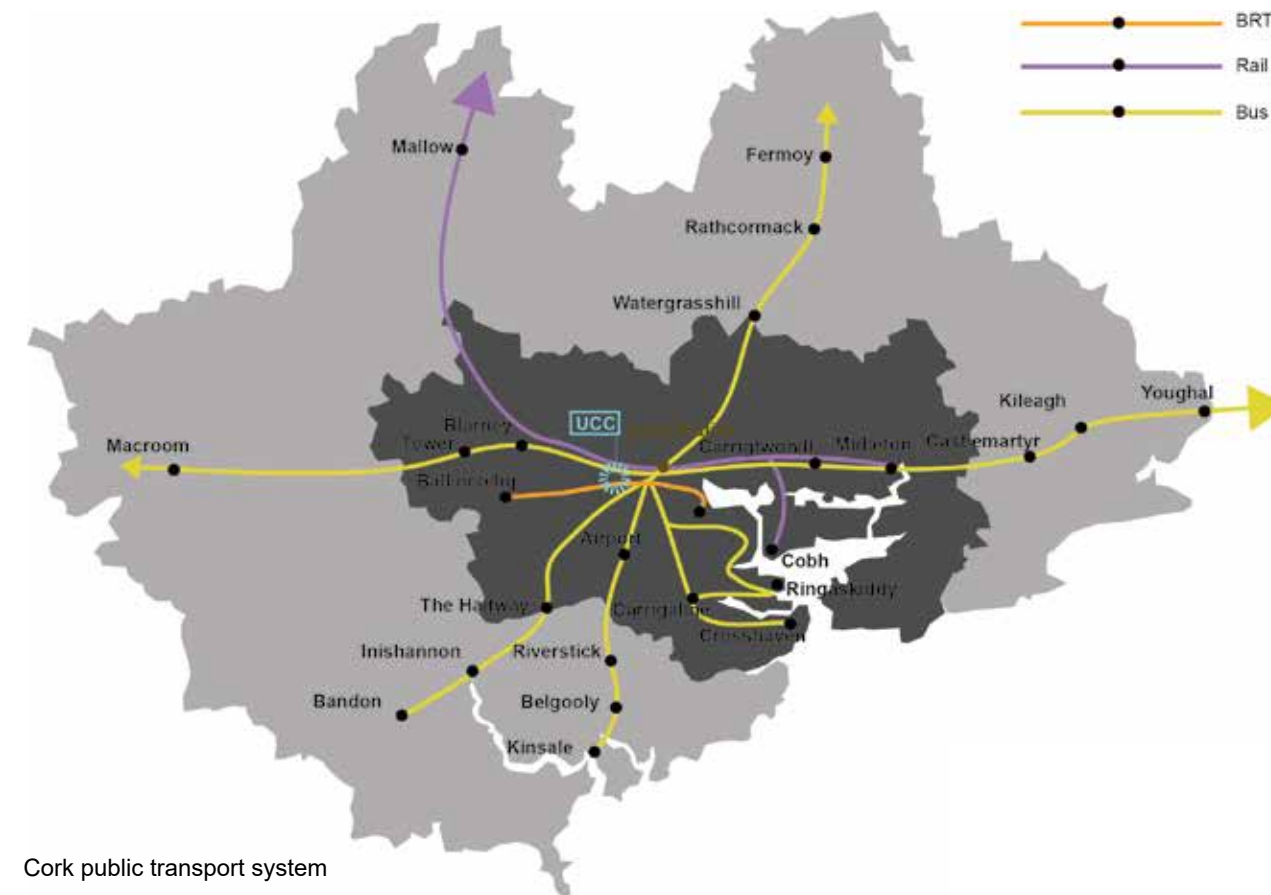 BRT
Rail
Bus
Mallow
Fermoy
Rathcormack
Watergrasshill
Youghal
Kileagh
UCC
Blarney
Tower
Macroom
Carrigtwohill
Midleton
Castlemartyr
Ballincollig
Airport
Cobh
Ringaskiddy
The Halfway
Carrigaline
Crosshaven
Inishannon
Riverstick
Bandon
Belgooly
Kinsale
Cork public transport system